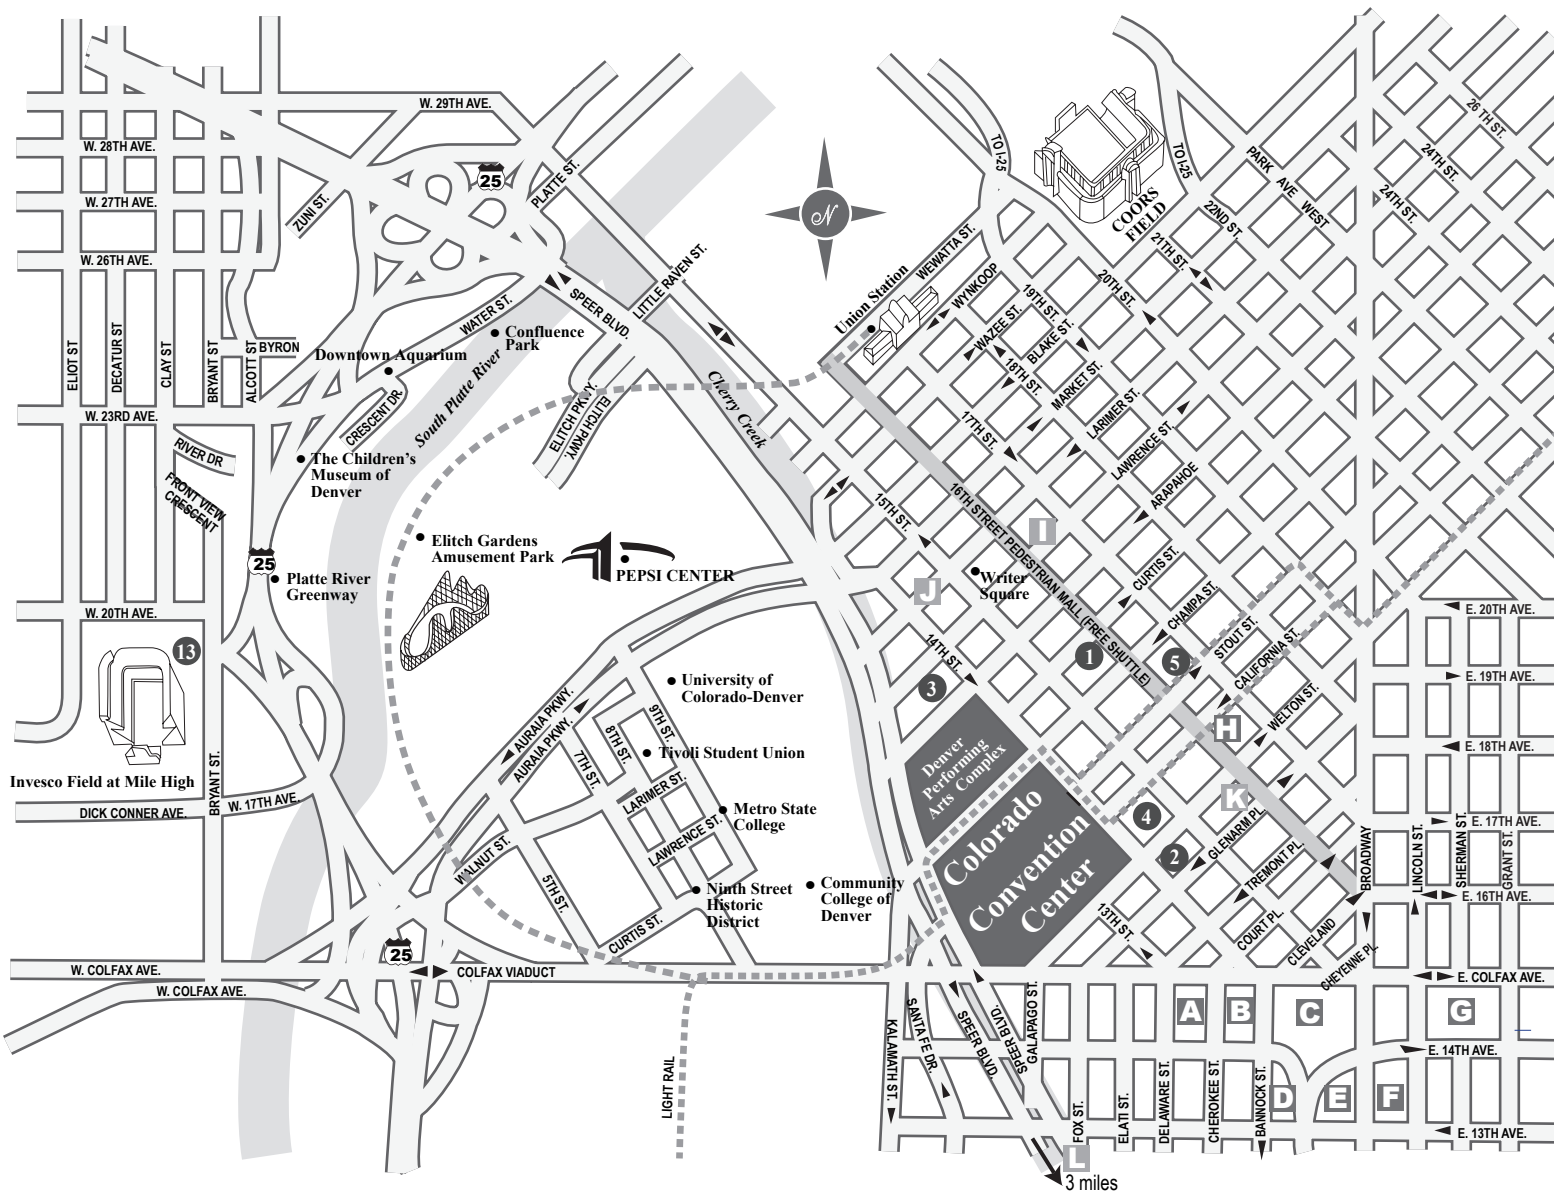 W. 29TH AVE.
W. 28TH AVE.
W. 27TH AVE.
W. 26TH AVE.
ZUNI ST.
25
PLATTE ST.
LITTLE RAVEN ST.
SPEER BLVD.
WATER ST.
Confluence
Park
Downtown Aquarium
BYRON
ELIOT ST
DECATUR ST
CLAY ST
BRYANT ST
ALCOTT ST
W. 23RD AVE.
CRESCENT DR.
South Platte River
RIVER DR
FRONT VIEW
CRESCENT
The Children's
Museum of
Denver
ELITCH PKWY.
ELITCH PKWY.
Cherry Creek
N
TO I-25
TO I-25
COORS
FIELD
Union Station
WEWATTA ST.
WYNKOOP
WAZEE ST.
BLAKE ST.
MARKET ST.
LARIMER ST.
LAWRENCE ST.
ARAPAHOE
CURTIS ST.
CHAMPA ST.
STOUT ST.
CALIFORNIA ST.
WELTON ST.
GLENARM PL.
TREMONT PL.
COURT PL.
CLEVELAND
CHEYENNE PL.
PARK AVE WEST
26 TH ST.
24TH ST.
24TH ST.
22ND ST.
21TH ST.
20TH ST.
19TH ST.
18TH ST.
17TH ST.
16TH STREET PEDESTRIAN MALL (FREE SHUTTLE)
15TH ST.
14TH ST.
13TH ST.
I
J
Writer
Square
1
5
3
H
K
4
2
Denver
Performing
Arts Complex
Colorado
Convention
Center
25
Platte River
Greenway
Elitch Gardens
Amusement Park
PEPSI CENTER
W. 20TH AVE.
13
Invesco Field at Mile High
BRYANT ST.
DICK CONNER AVE.
W. 17TH AVE.
AURAIA PKWY.
AURAIA PKWY.
University of
Colorado-Denver
9TH ST.
8TH ST.
7TH ST.
Tivoli Student Union
LARIMER ST.
LAWRENCE ST.
Metro State
College
WALNUT ST.
5TH ST.
Ninth Street
Historic
District
CURTIS ST.
Community
College of
Denver
25
W. COLFAX AVE.
COLFAX VIADUCT
W. COLFAX AVE.
LIGHT RAIL
E. 20TH AVE.
E. 19TH AVE.
E. 18TH AVE.
E. 17TH AVE.
E. 16TH AVE.
E. COLFAX AVE.
E. 14TH AVE.
E. 13TH AVE.
BROADWAY
LINCOLN ST.
SHERMAN ST.
GRANT ST.
KALAMATH ST.
SANTA FE DR.
SPEER BLVD.
SPEER BLVD.
GALAPAGO ST.
FOX ST.
ELATI ST.
DELAWARE ST.
CHEROKEE ST.
BANNOCK ST.
A
B
C
G
D
E
F
L
3 miles